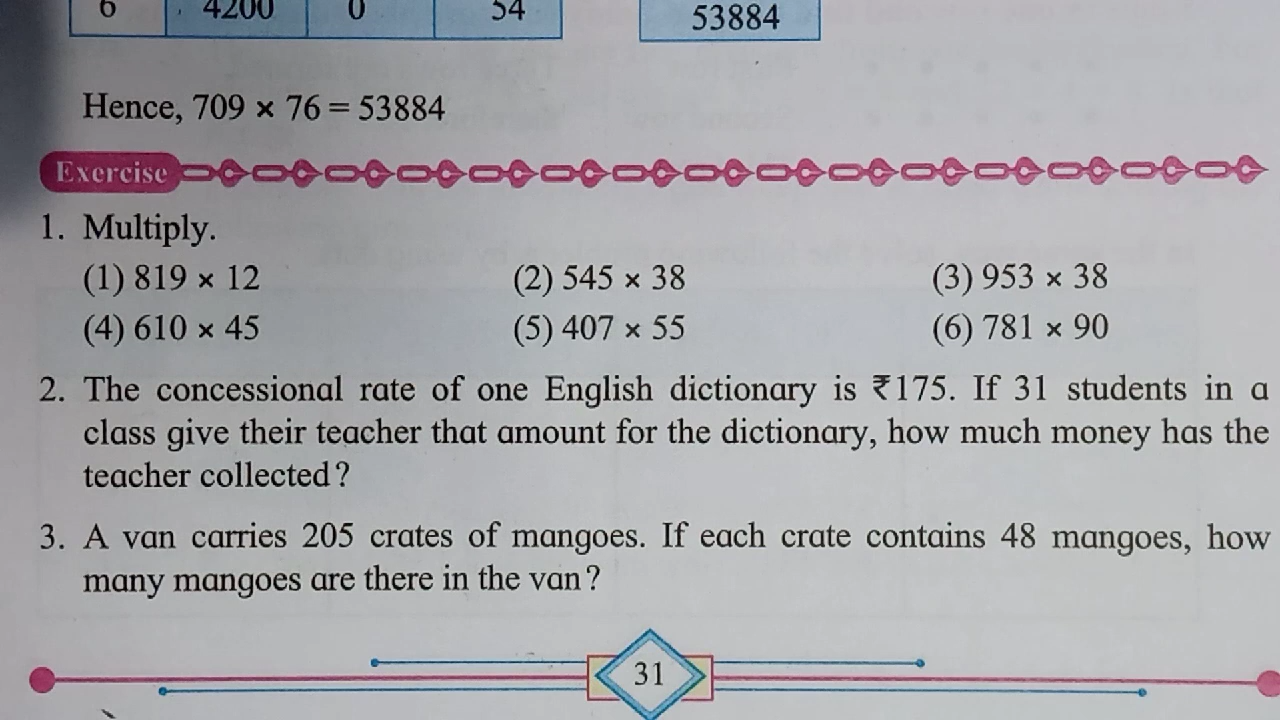 6 4200 0 54
53884
Hence, 709 × 76 = 53884
Exercise
1. Multiply.
(1) 819 × 12 (2) 545 × 38 (3) 953 × 38
(4) 610 × 45 (5) 407 × 55 (6) 781 × 90
2. The concessional rate of one English dictionary is ₹175. If 31 students in a
class give their teacher that amount for the dictionary, how much money has the
teacher collected?
3. A van carries 205 crates of mangoes. If each crate contains 48 mangoes, how
many mangoes are there in the van?
31